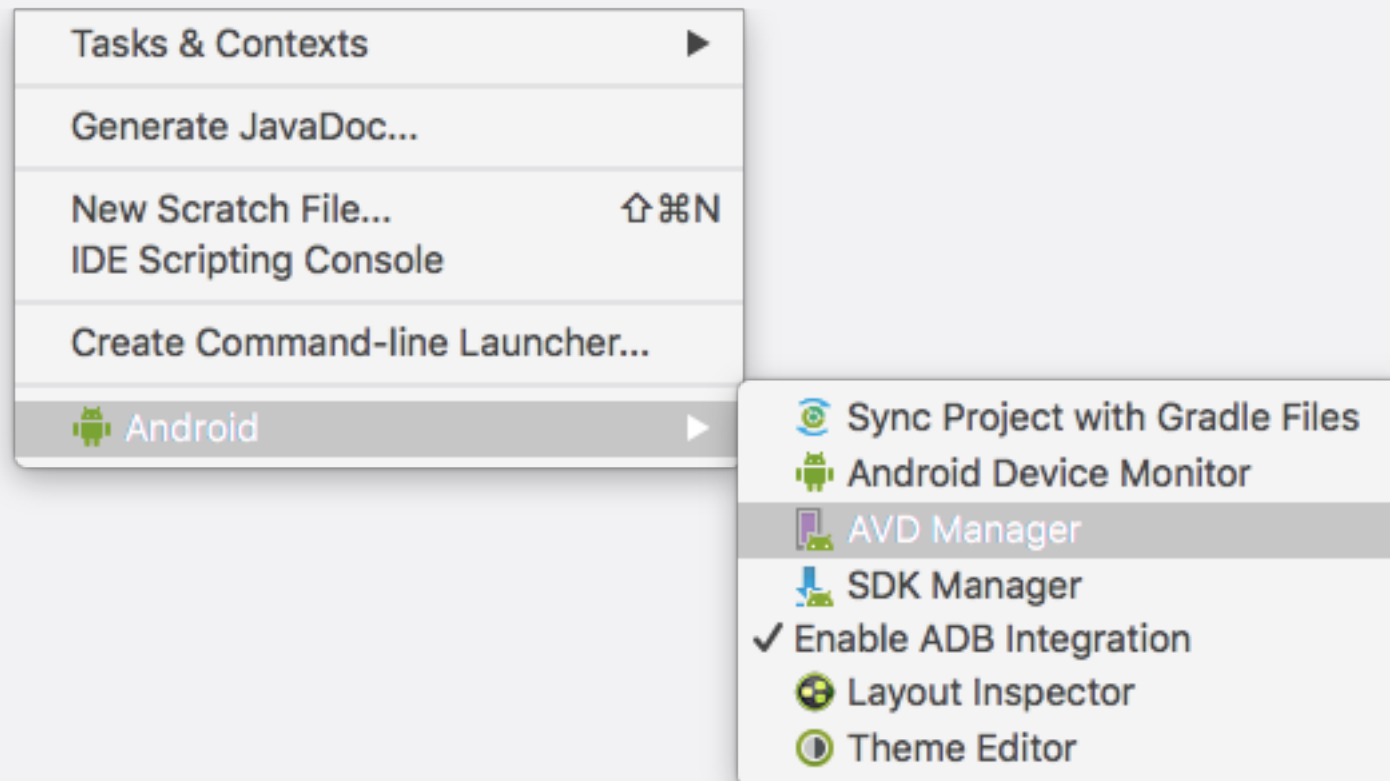 Tasks & Contexts ▶
Generate JavaDoc...
New Scratch File... ⇧⌘N
IDE Scripting Console
Create Command-line Launcher...
Android ▶
Sync Project with Gradle Files
Android Device Monitor
AVD Manager
SDK Manager
✓ Enable ADB Integration
Layout Inspector
Theme Editor